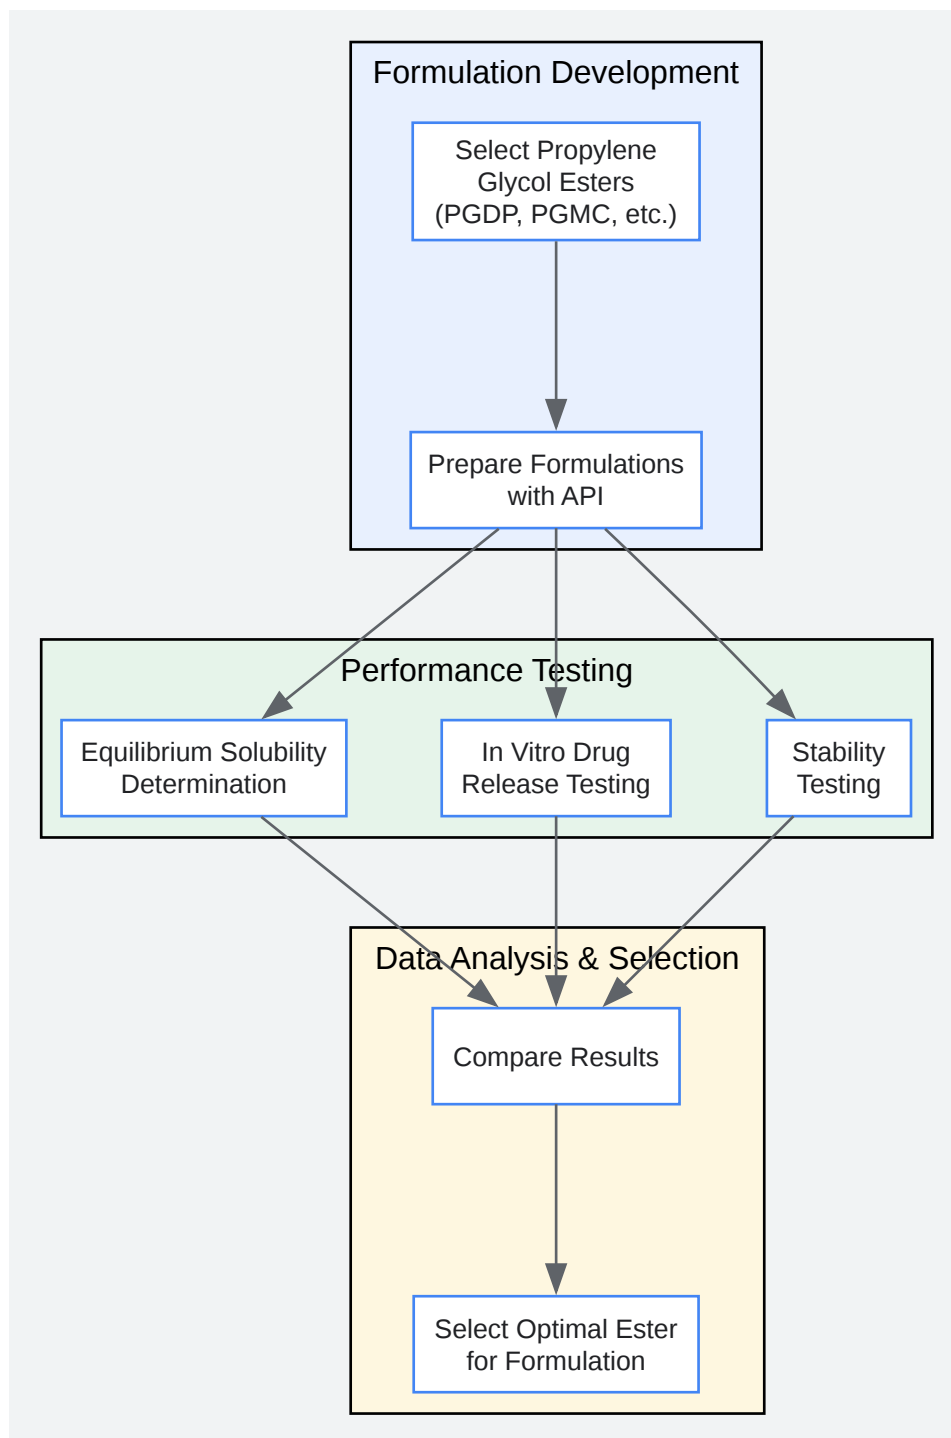 Formulation Development
Select Propylene
Glycol Esters
(PGDP, PGMC, etc.)
Prepare Formulations
with API
Performance Testing
Equilibrium Solubility
Determination
In Vitro Drug
Release Testing
Stability
Testing
Data Analysis & Selection
Compare Results
Select Optimal Ester
for Formulation